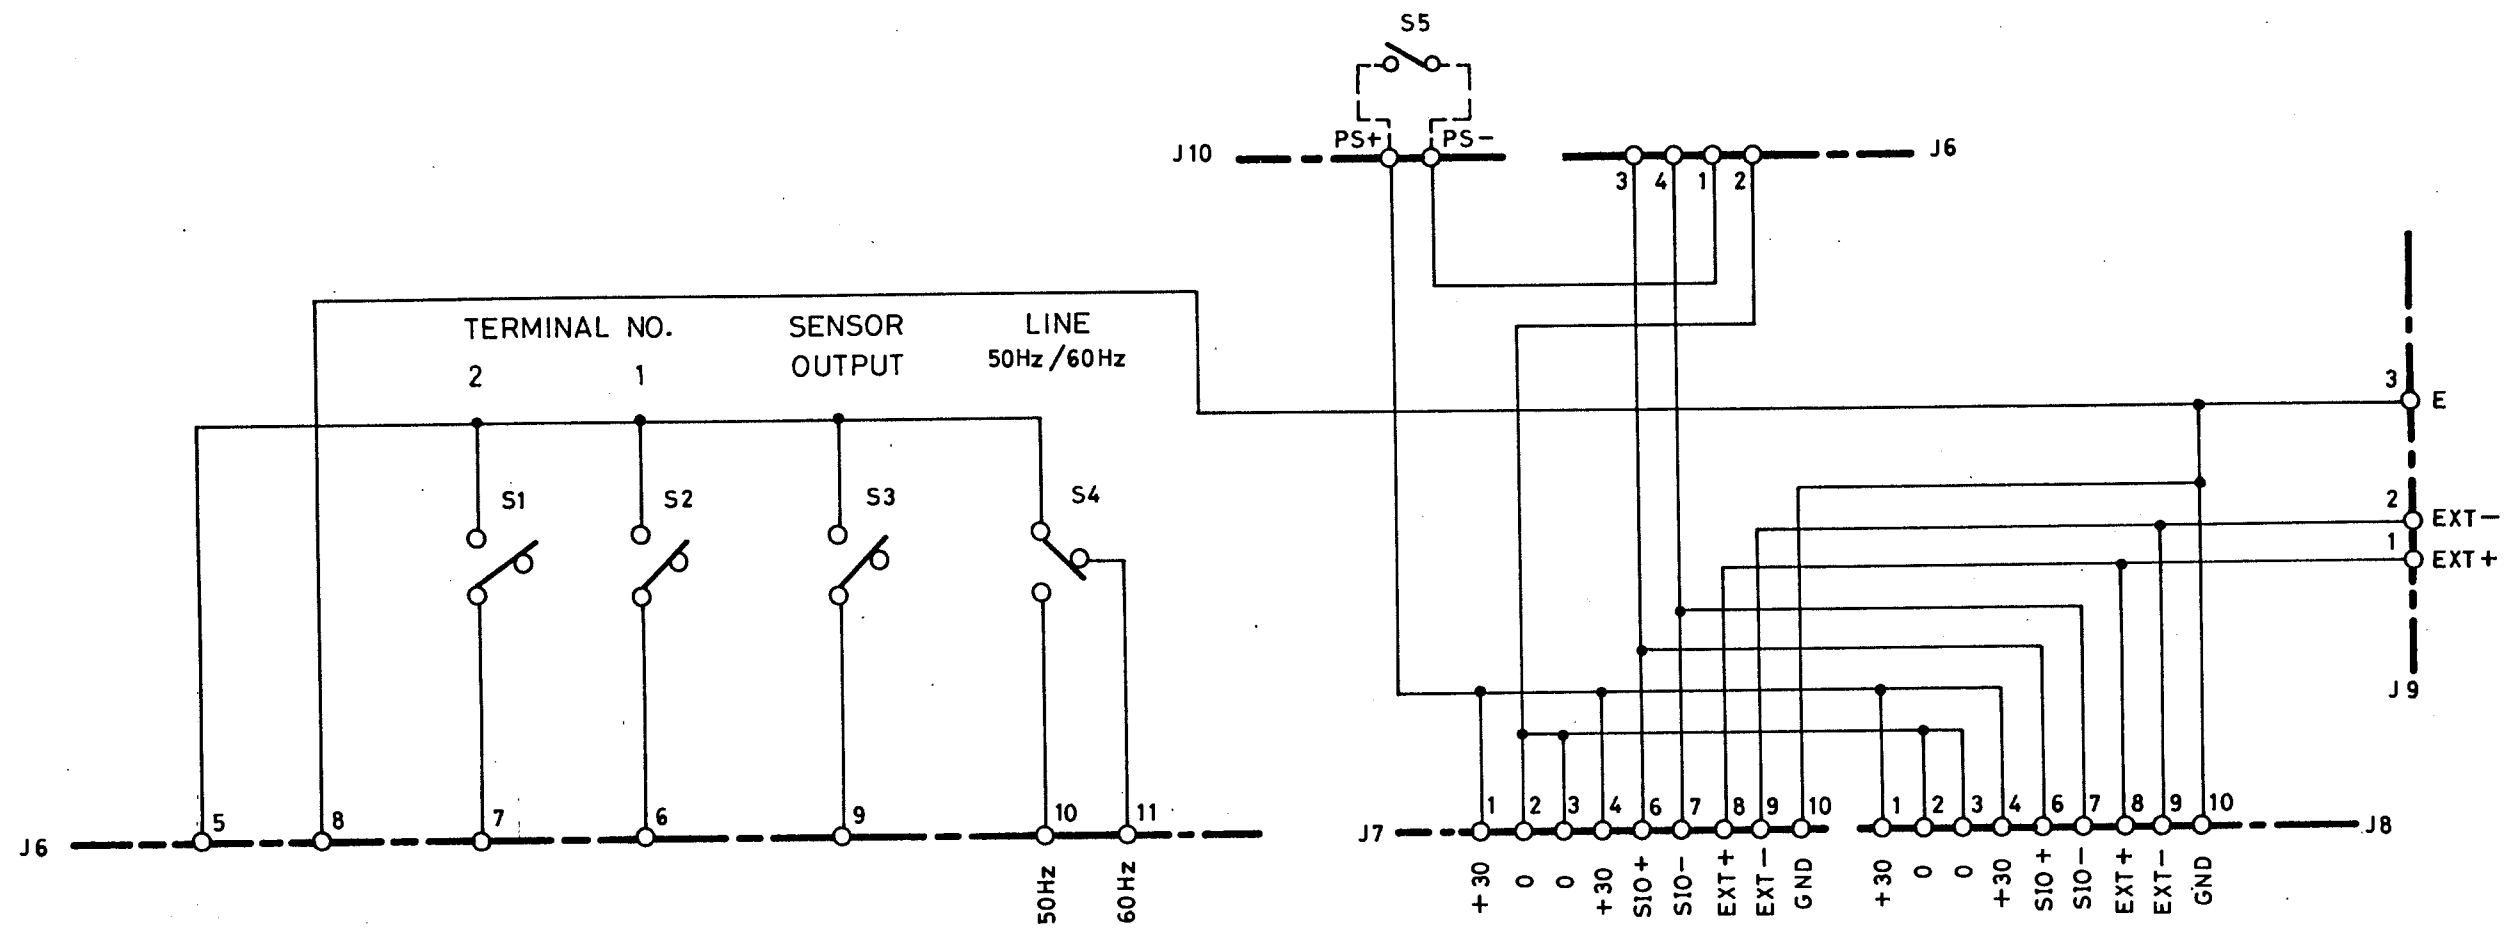 S5
J10 PS+ PS- J6
3 4 1 2
TERMINAL NO. SENSOR LINE
2 1 OUTPUT 50Hz/60Hz
3 E
S1 S2 S3 S4
2 EXT-
1 EXT+
J9
J6 5 8 7 6 9 10 11
50Hz 60Hz
J7 1 2 3 4 6 7 8 9 10
+30 0 0 +30 SIO+ SIO- EXT+ EXT- GND
1 2 3 4 6 7 8 9 10 J8
+30 0 0 +30 SIO+ SIO- EXT+ EXT- GND